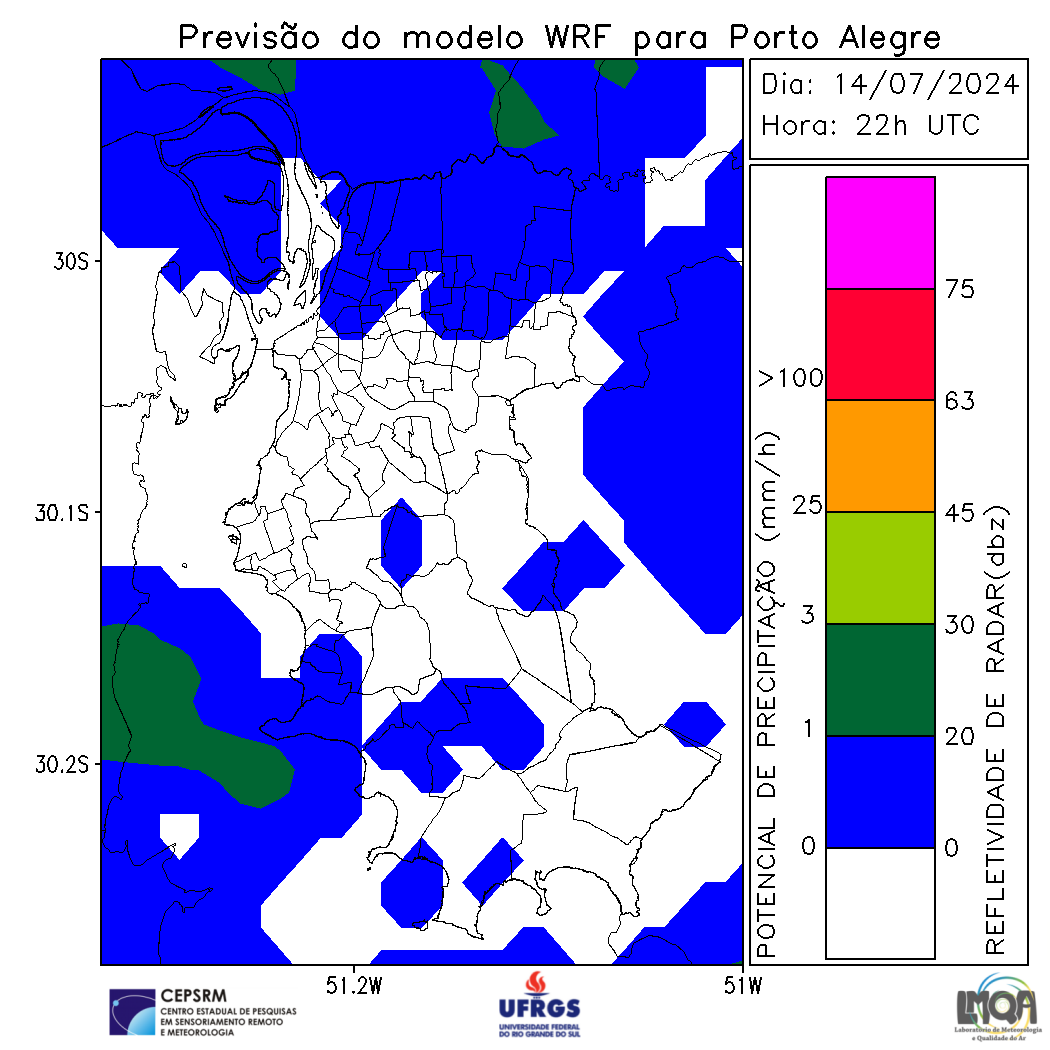 Previsão do modelo WRF para Porto Alegre
Dia: 14/07/2024
Hora: 22h UTC
30S
30.1S
30.2S
51.2W
51W
POTENCIAL DE PRECIPITAÇÃO (mm/h)
>100
25
3
1
0
75
63
45
30
20
0
REFLETIVIDADE DE RADAR(dbz)
CEPSRM
CENTRO ESTADUAL DE PESQUISAS
EM SENSORIAMENTO REMOTO
E METEOROLOGIA
UFRGS
UNIVERSIDADE FEDERAL
DO RIO GRANDE DO SUL
LMQA
Laboratório de Meteorologia
e Qualidade do Ar